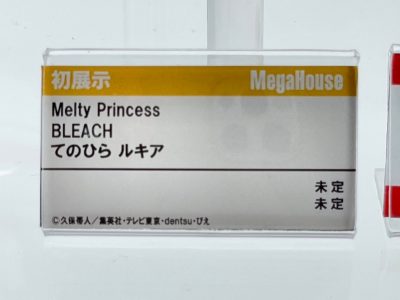 初展示 MegaHouse
Melty Princess
BLEACH
てのひら ルキア
未定
未定
©久保帯人／集英社・テレビ東京・dentsu・ぴえ